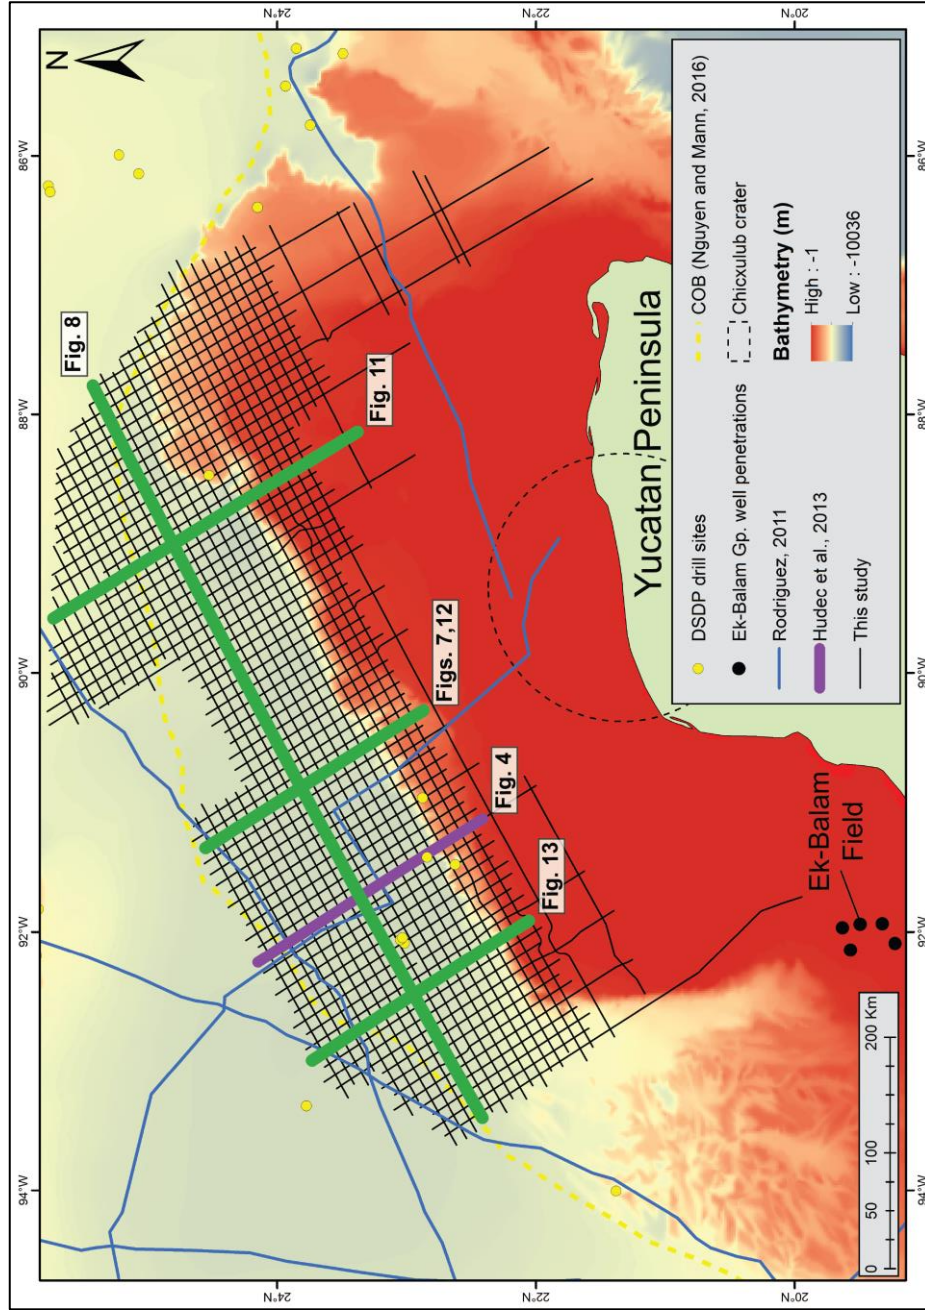 94°W
92°W
90°W
88°W
86°W
N
24°N
24°N
Fig. 8
Fig. 11
Figs. 7,12
Fig. 4
Fig. 13
22°N
22°N
Yucatan Peninsula
Ek-Balam
Field
20°N
20°N
0 50 100 200 Km
DSDP drill sites
Ek-Balam Gp. well penetrations
Rodriguez, 2011
Hudec et al., 2013
This study
COB (Nguyen and Mann, 2016)
Chicxulub crater
Bathymetry (m)
High : -1
Low : -10036
94°W
92°W
90°W
88°W
86°W